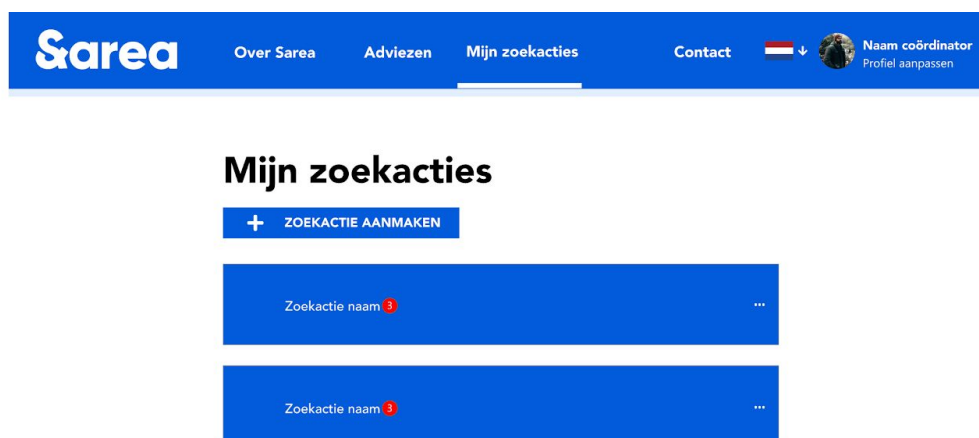 Sarea
Over Sarea
Adviezen
Mijn zoekacties
Contact
Naam coördinator
Profiel aanpassen
Mijn zoekacties
+ ZOEKACTIE AANMAKEN
Zoekactie naam 3
...
Zoekactie naam 3
...